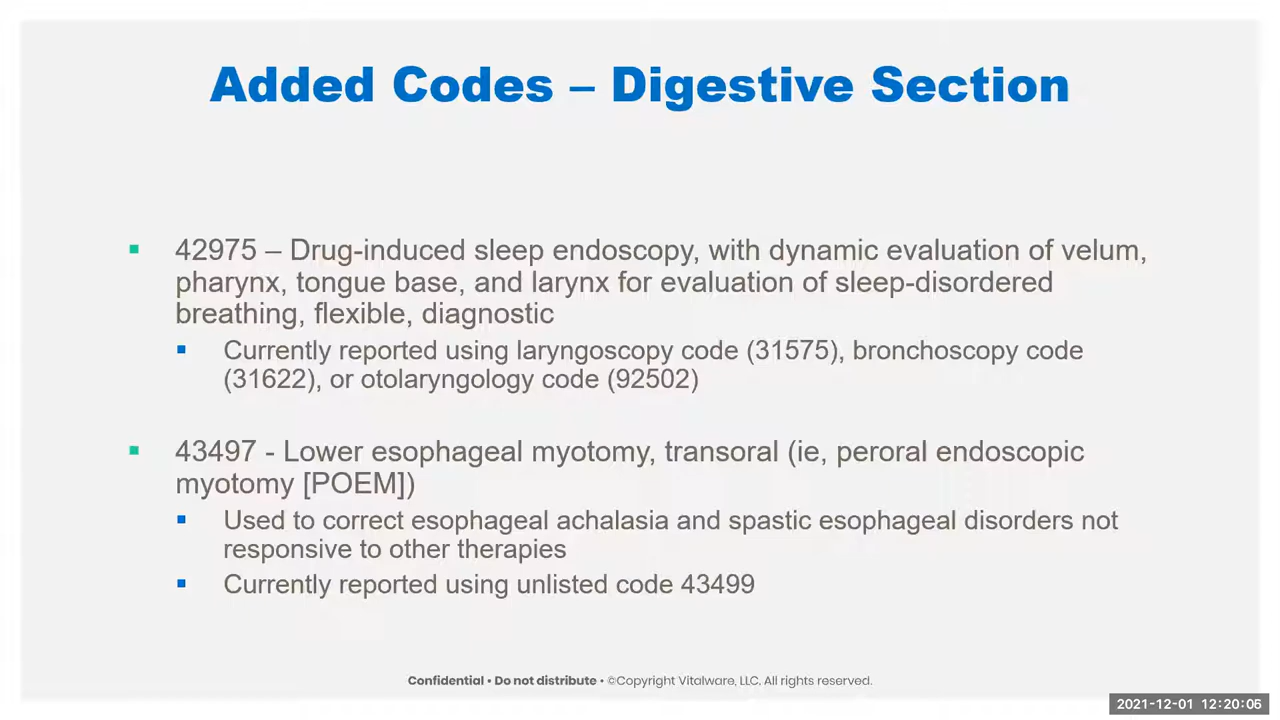 Added Codes – Digestive Section
▪ 42975 – Drug-induced sleep endoscopy, with dynamic evaluation of velum,
pharynx, tongue base, and larynx for evaluation of sleep-disordered
breathing, flexible, diagnostic
▪ Currently reported using laryngoscopy code (31575), bronchoscopy code
(31622), or otolaryngology code (92502)
▪ 43497 - Lower esophageal myotomy, transoral (ie, peroral endoscopic
myotomy [POEM])
▪ Used to correct esophageal achalasia and spastic esophageal disorders not
responsive to other therapies
▪ Currently reported using unlisted code 43499
Confidential • Do not distribute • ©Copyright Vitalware, LLC. All rights reserved.
2021-12-01 12:20:06